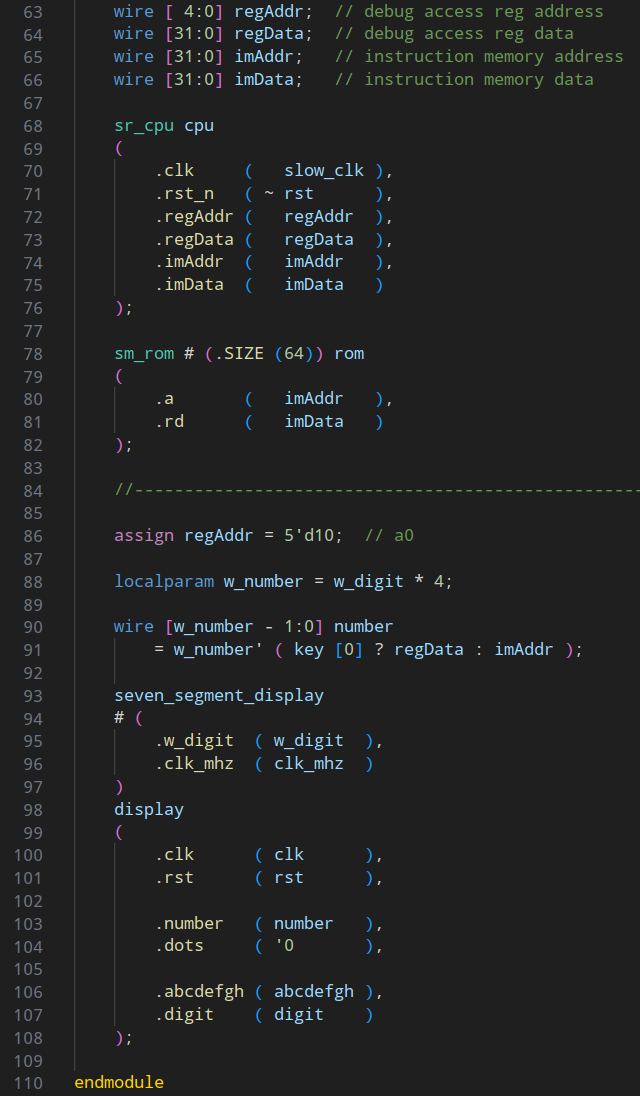 63 wire [ 4:0] regAddr;  // debug access reg address
64 wire [31:0] regData;  // debug access reg data
65 wire [31:0] imAddr;   // instruction memory address
66 wire [31:0] imData;   // instruction memory data
67
68 sr_cpu cpu
69 (
70     .clk     (   slow_clk ),
71     .rst_n   ( ~ rst      ),
72     .regAddr (   regAddr  ),
73     .regData (   regData  ),
74     .imAddr  (   imAddr   ),
75     .imData  (   imData   )
76 );
77
78 sm_rom # (.SIZE (64)) rom
79 (
80     .a       (   imAddr   ),
81     .rd      (   imData   )
82 );
83
84 //---------------------------------------------------
85
86 assign regAddr = 5'd10;  // a0
87
88 localparam w_number = w_digit * 4;
89
90 wire [w_number - 1:0] number
91     = w_number' ( key [0] ? regData : imAddr );
92
93 seven_segment_display
94 # (
95     .w_digit  ( w_digit  ),
96     .clk_mhz  ( clk_mhz  )
97 )
98 display
99 (
100     .clk      ( clk      ),
101     .rst      ( rst      ),
102
103     .number   ( number   ),
104     .dots     ( '0       ),
105
106     .abcdefgh ( abcdefgh ),
107     .digit    ( digit    )
108 );
109
110 endmodule